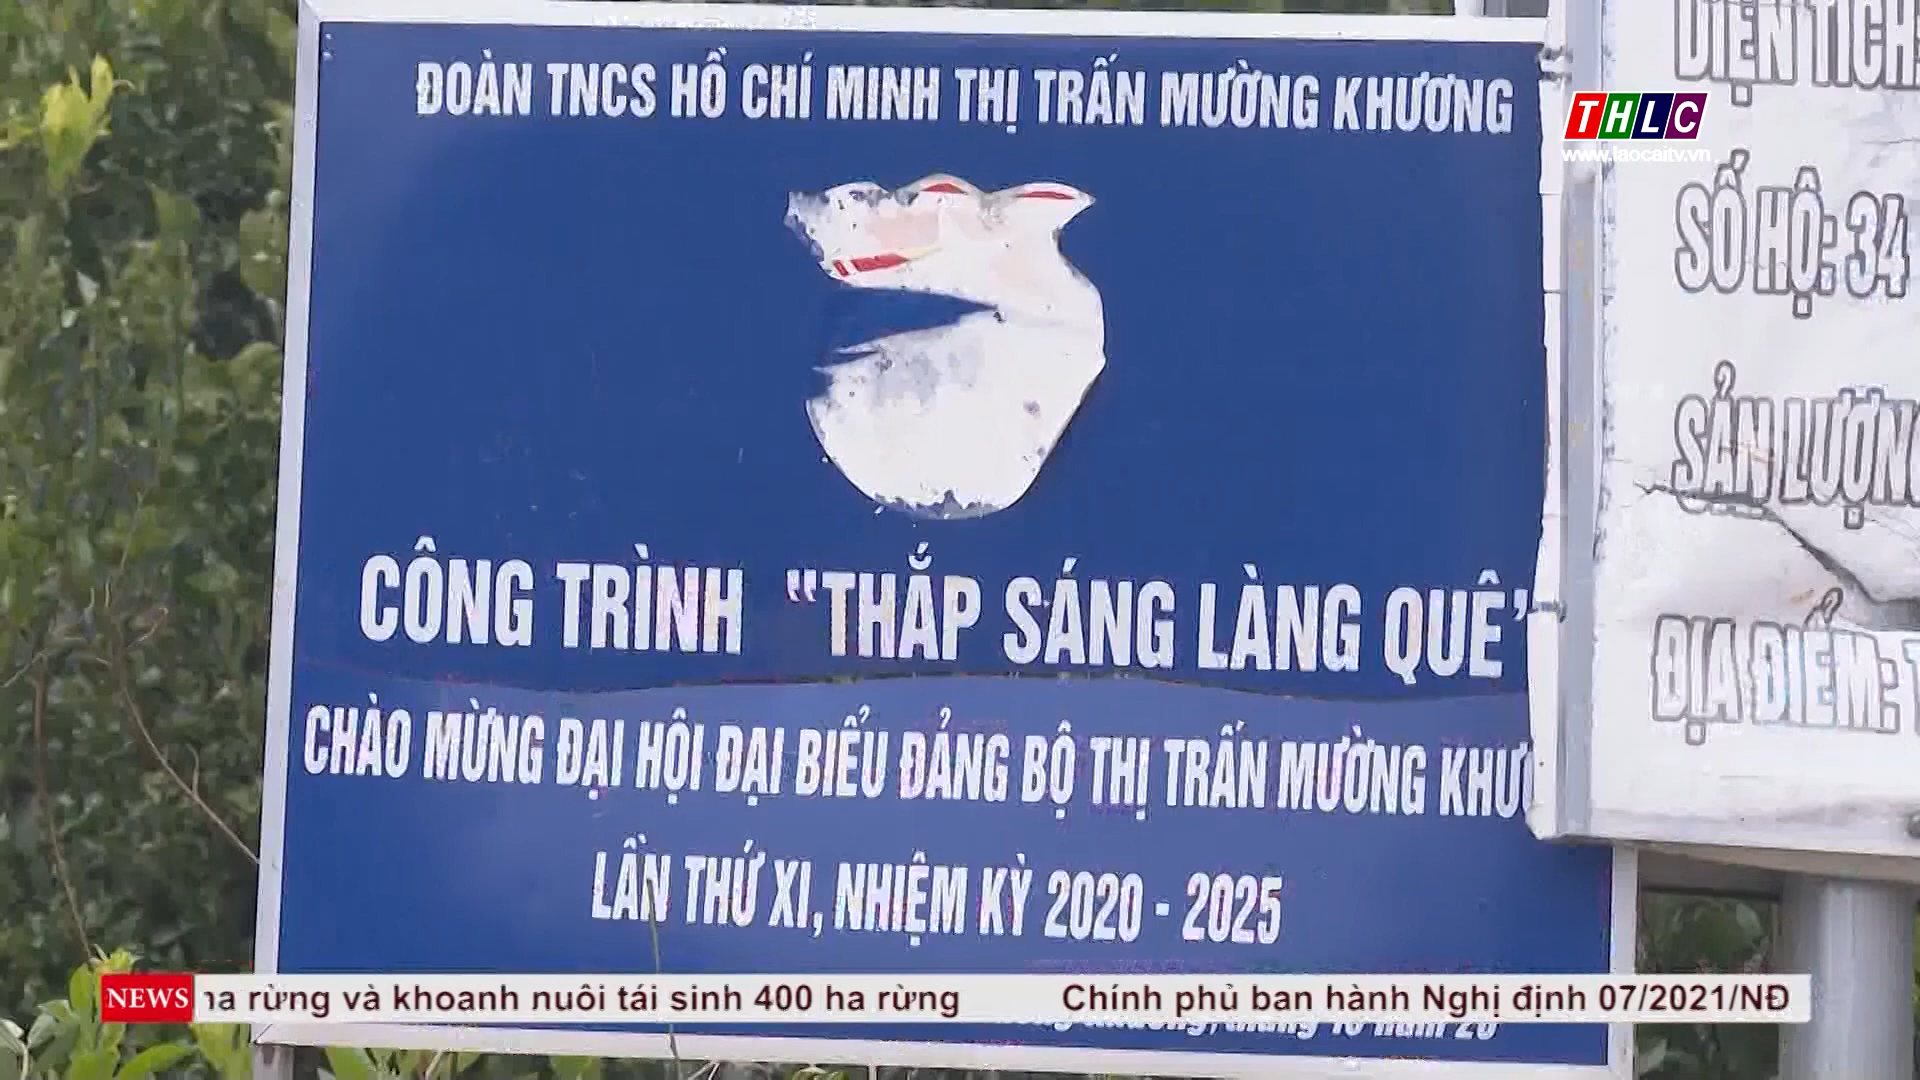 ĐOÀN TNCS HỒ CHÍ MINH THỊ TRẤN MƯỜNG KHƯƠNG
CÔNG TRÌNH "THẮP SÁNG LÀNG QUÊ"
CHÀO MỪNG ĐẠI HỘI ĐẠI BIỂU ĐẢNG BỘ THỊ TRẤN MƯỜNG
LẦN THỨ XI, NHIỆM KỲ 2020 - 2025
DIỆN TÍCH:
SỐ HỘ: 34
SẢN LƯỢNG
ĐỊA ĐIỂM:
THLC
www.laocaitv.vn
NEWS ha rừng và khoanh nuôi tái sinh 400 ha rừng Chính phủ ban hành Nghị định 07/2021/NĐ